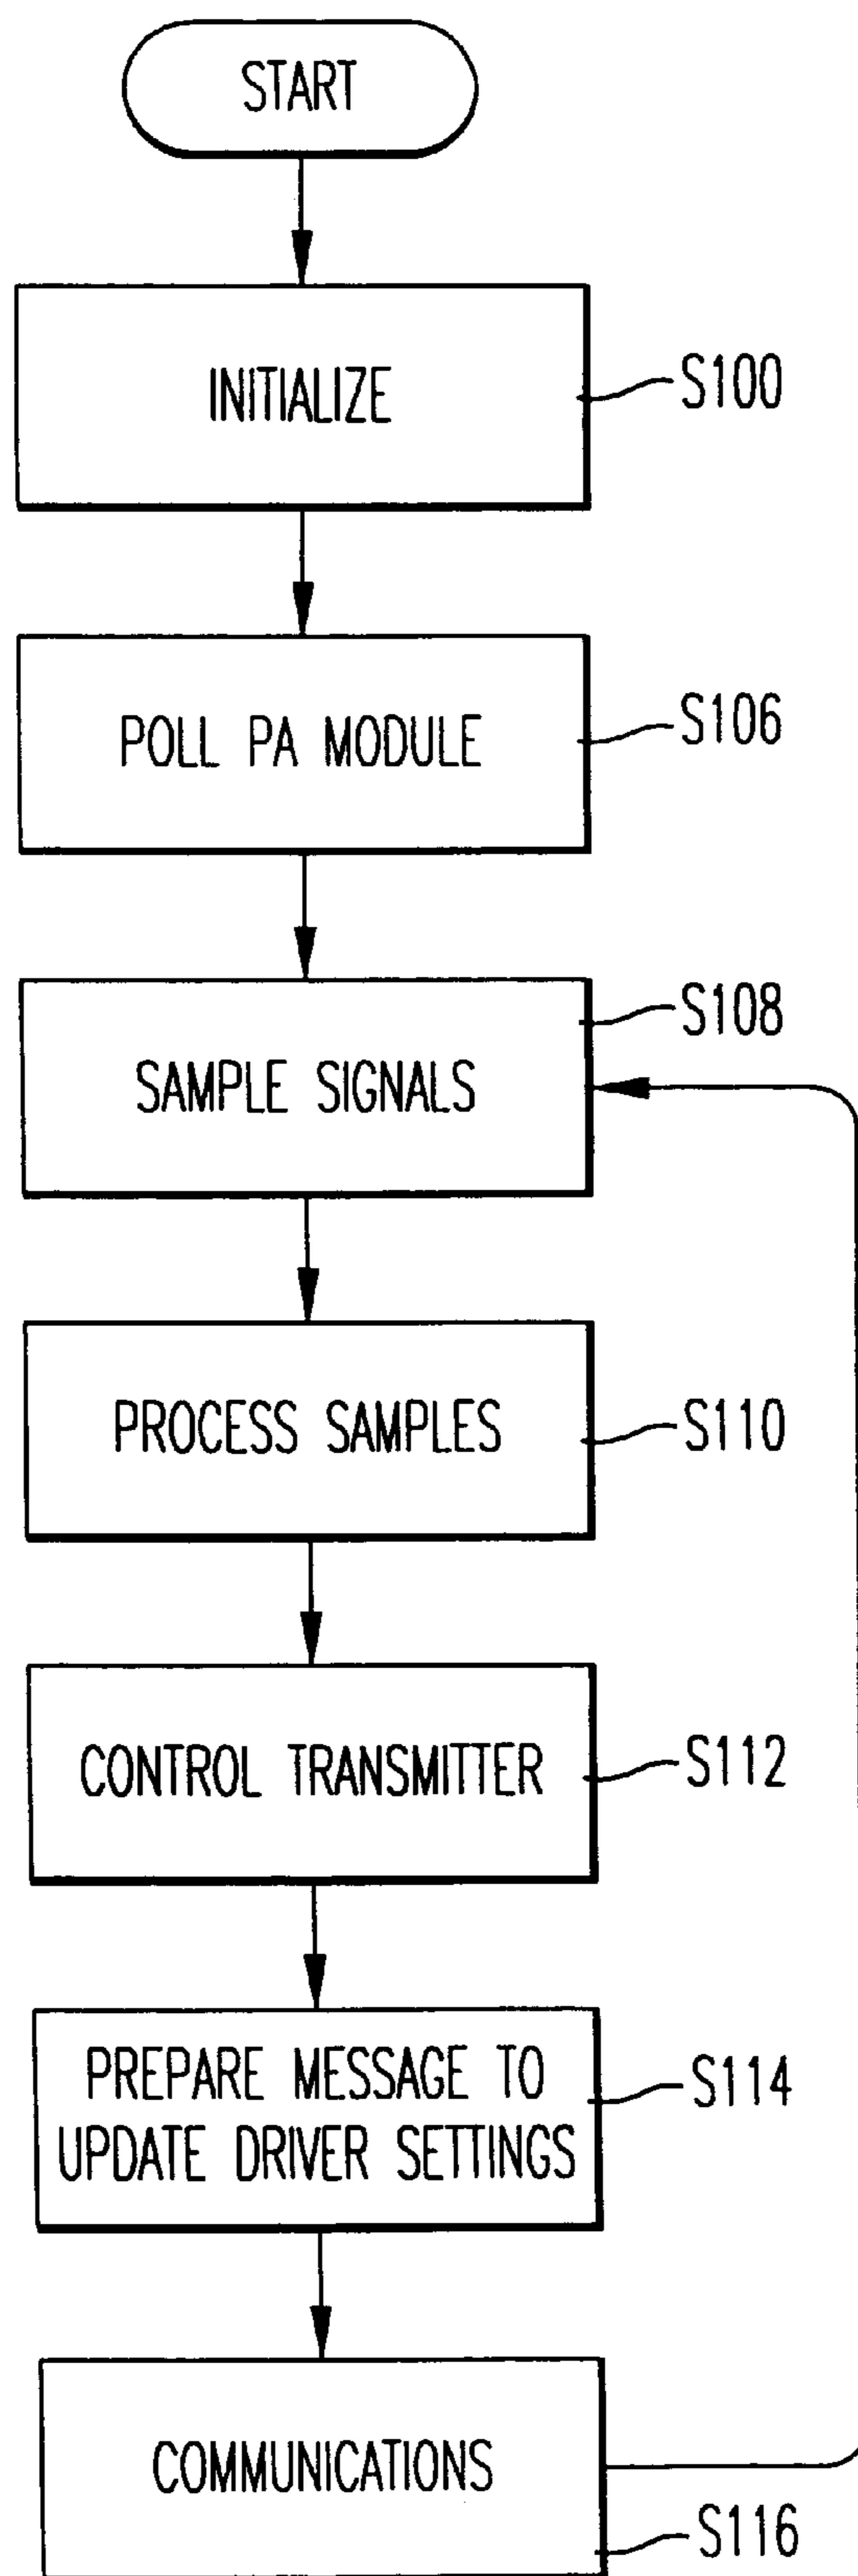 START
INITIALIZE
S100
POLL PA MODULE
S106
S108
SAMPLE SIGNALS
PROCESS SAMPLES
S110
CONTROL TRANSMITTER
S112
PREPARE MESSAGE TO
UPDATE DRIVER SETTINGS
S114
COMMUNICATIONS
S116